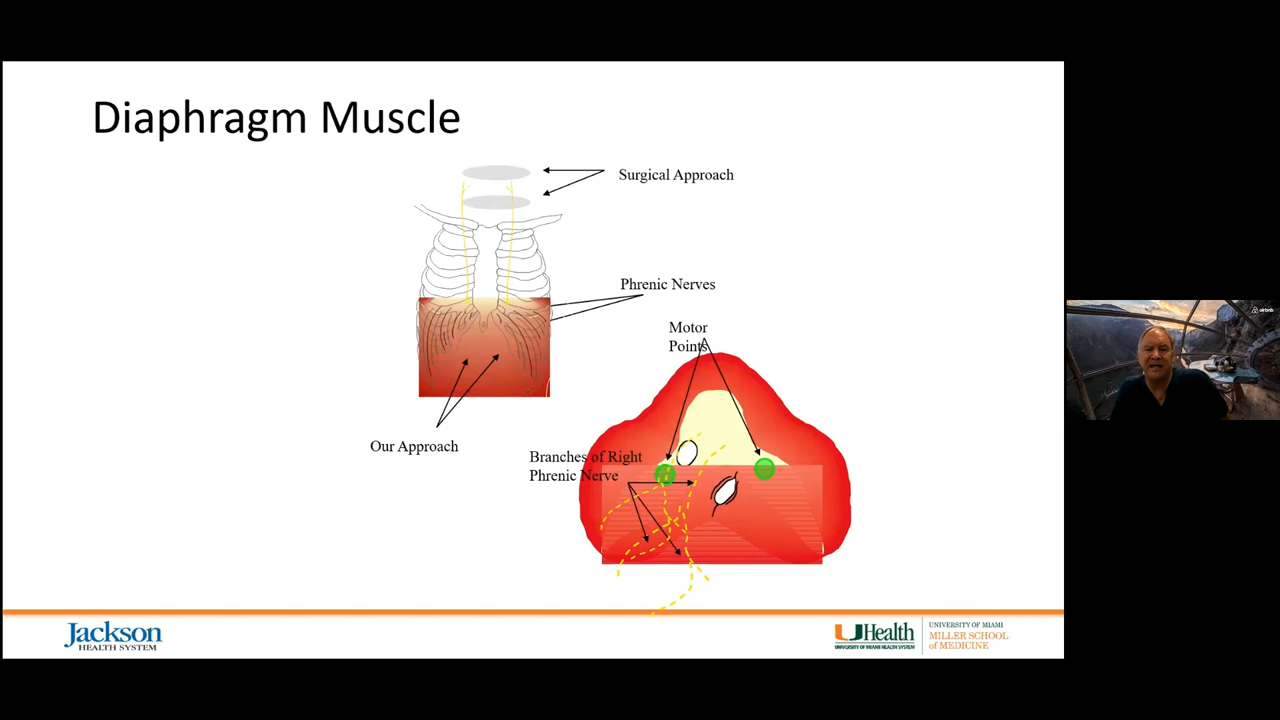 Diaphragm Muscle
Surgical Approach
Phrenic Nerves
Motor
Points
Our Approach
Branches of Right
Phrenic Nerve
Jackson
HEALTH SYSTEM
UHealth
UNIVERSITY OF MIAMI HEALTH SYSTEM
UNIVERSITY OF MIAMI
MILLER SCHOOL
of MEDICINE
airbnb